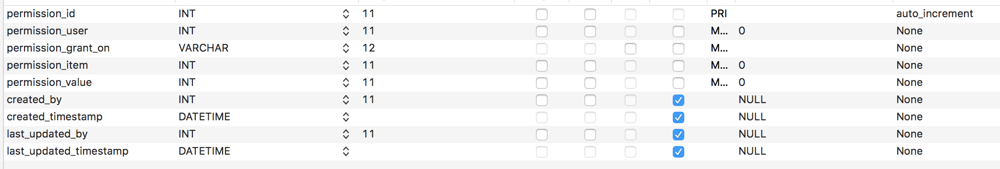 permission_id INT 11 PRI auto_increment
permission_user INT 11 M... 0 None
permission_grant_on VARCHAR 12 M... None
permission_item INT 11 M... 0 None
permission_value INT 11 M... 0 None
created_by INT 11 NULL None
created_timestamp DATETIME NULL None
last_updated_by INT 11 NULL None
last_updated_timestamp DATETIME NULL None